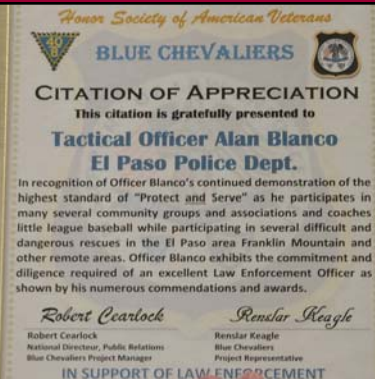 Honor Society of American Veterans
BLUE CHEVALIERS
CITATION OF APPRECIATION
This citation is gratefully presented to
Tactical Officer Alan Blanco
El Paso Police Dept.
In recognition of Officer Blanco's continued demonstration of the
highest standard of "Protect and Serve" as he participates in
many several community groups and associations and coaches
little league baseball while participating in several difficult and
dangerous rescues in the El Paso area Franklin Mountain and
other remote areas. Officer Blanco exhibits the commitment and
diligence required of an excellent Law Enforcement Officer as
shown by his numerous commendations and awards.
Robert Cearlock Renslar Keagle
Robert Cearlock Renslar Keagle
National Directeur, Public Relations Blue Chevaliers
Blue Chevaliers Project Manager Project Representative
IN SUPPORT OF LAW ENFORCEMENT